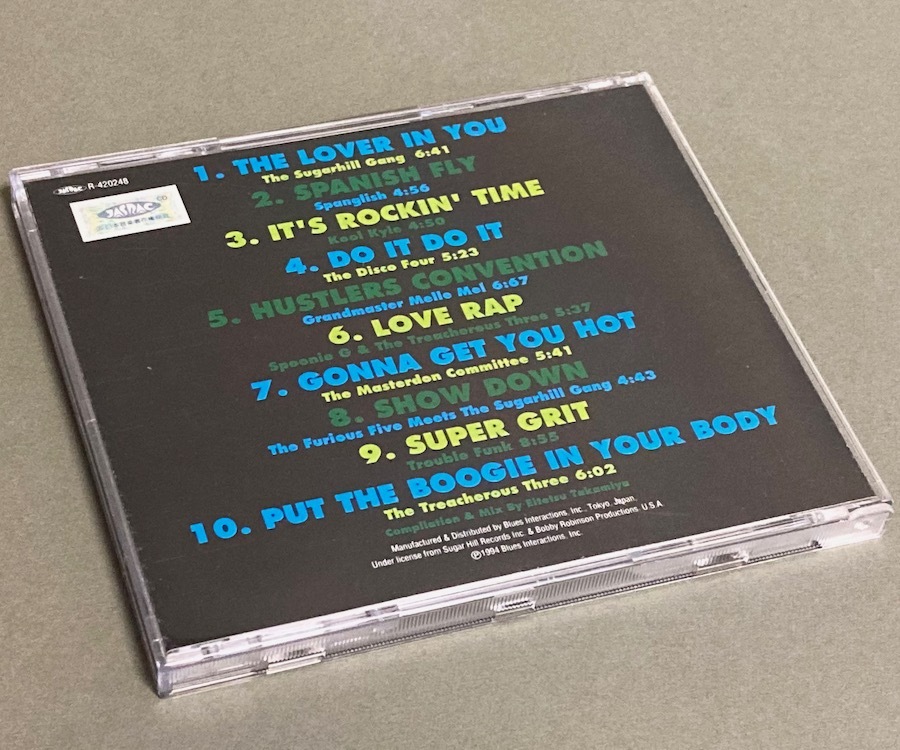 JASRAC R-420248
CD
JASRAC
1. THE LOVER IN YOU
The Sugarhill Gang 6:41
2. SPANISH FLY
Spanglish 4:56
3. IT'S ROCKIN' TIME
Kool Kyle 4:50
4. DO IT DO IT
The Disco Four 5:23
5. HUSTLERS CONVENTION
Grandmaster Melle Mel 6:67
6. LOVE RAP
Spoonie G & The Treacherous Three 5:37
7. GONNA GET YOU HOT
The Masterdon Committee 5:41
8. SHOW DOWN
The Furious Five Meets The Sugarhill Gang 4:43
9. SUPER GRIT
Trouble Funk 8:55
10. PUT THE BOOGIE IN YOUR BODY
The Treacherous Three 6:02
Compilation & Mix By Eitetsu Takamiya
Manufactured & Distributed by Blues Interactions, Inc., Tokyo, Japan.
Under license from Sugar Hill Records Inc. & Bobby Robinson Productions. U.S.A
Ⓟ1994 Blues Interactions, Inc.